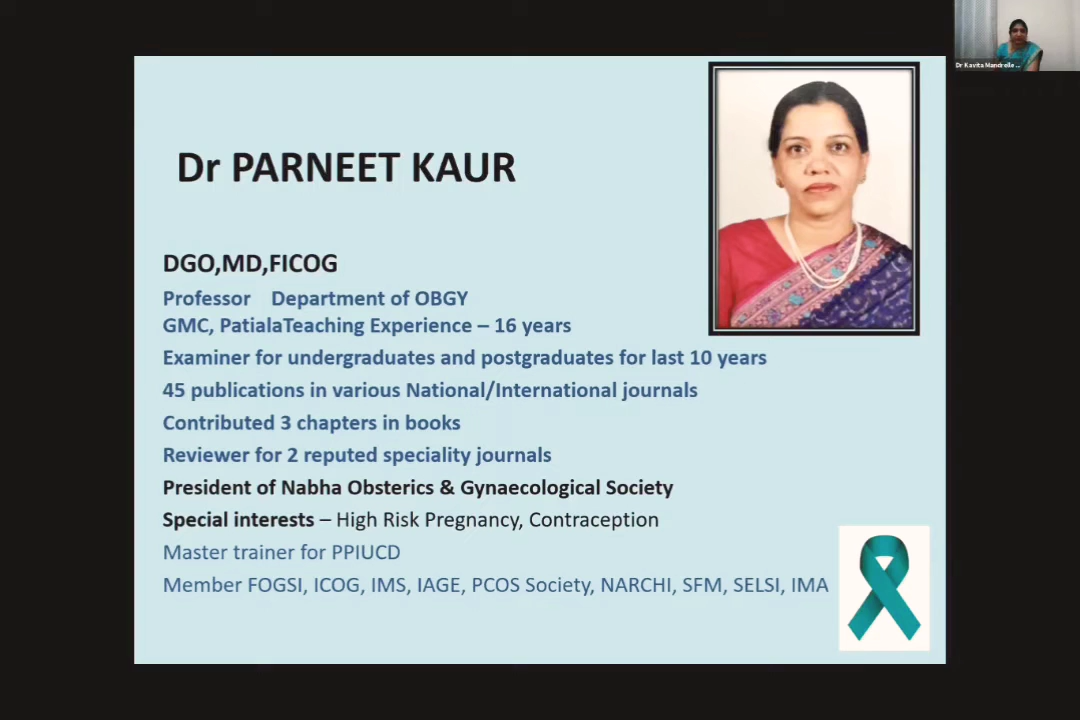 Dr Kavita Mandrelle ...
Dr PARNEET KAUR
DGO,MD,FICOG
Professor Department of OBGY
GMC, PatialaTeaching Experience – 16 years
Examiner for undergraduates and postgraduates for last 10 years
45 publications in various National/International journals
Contributed 3 chapters in books
Reviewer for 2 reputed speciality journals
President of Nabha Obsterics & Gynaecological Society
Special interests – High Risk Pregnancy, Contraception
Master trainer for PPIUCD
Member FOGSI, ICOG, IMS, IAGE, PCOS Society, NARCHI, SFM, SELSI, IMA